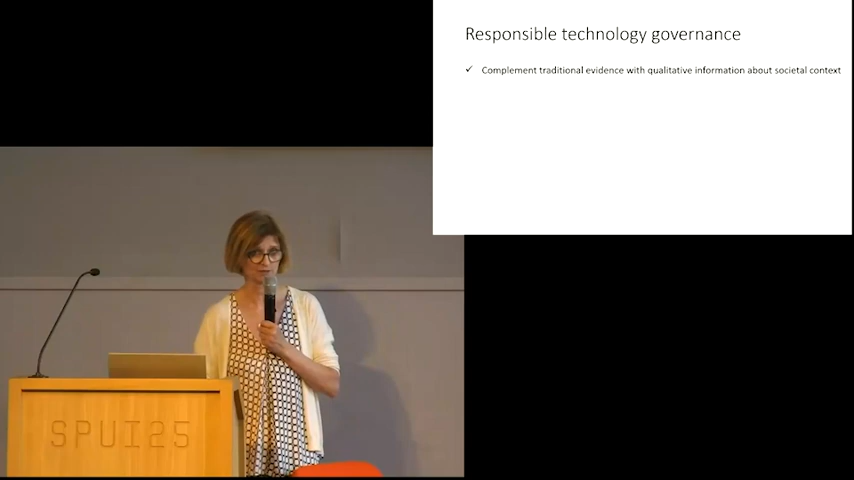 Responsible technology governance
✓ Complement traditional evidence with qualitative information about societal context
SPUI25